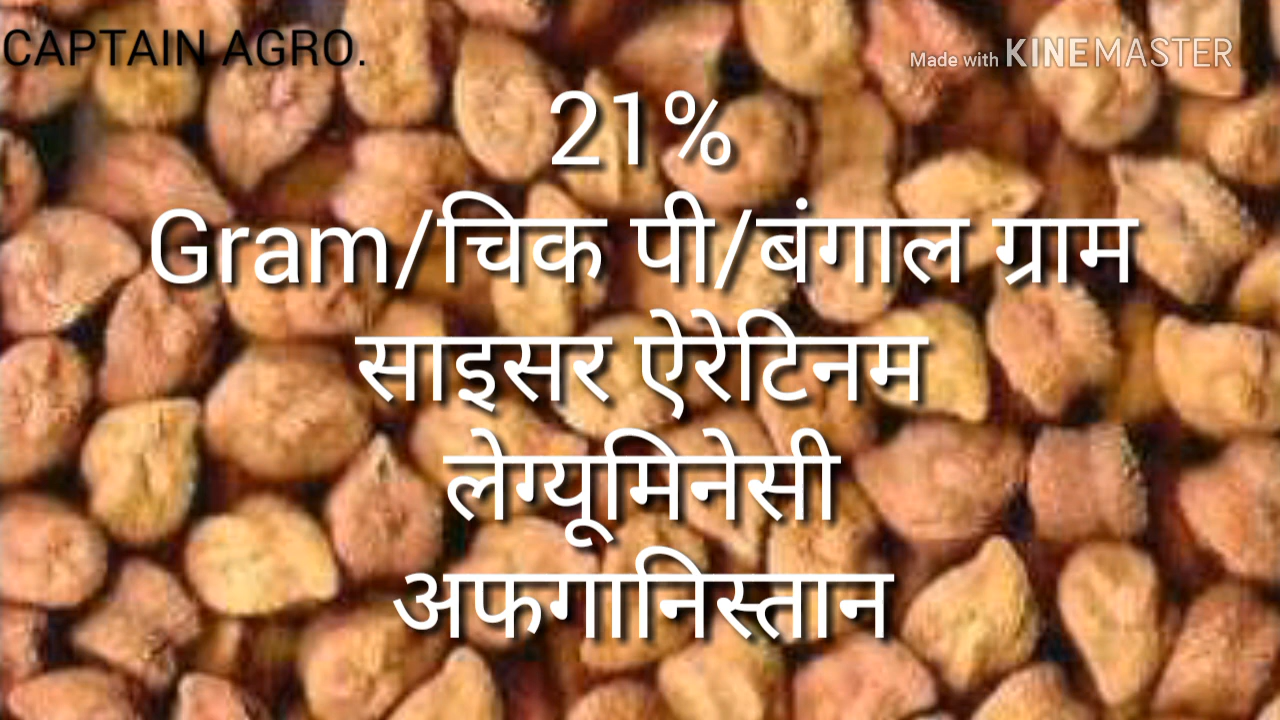 CAPTAIN AGRO.
Made with KINEMASTER
21%
Gram/चिक पी/बंगाल ग्राम
साइसर ऐरेटिनम
लेग्यूमिनेसी
अफगानिस्तान